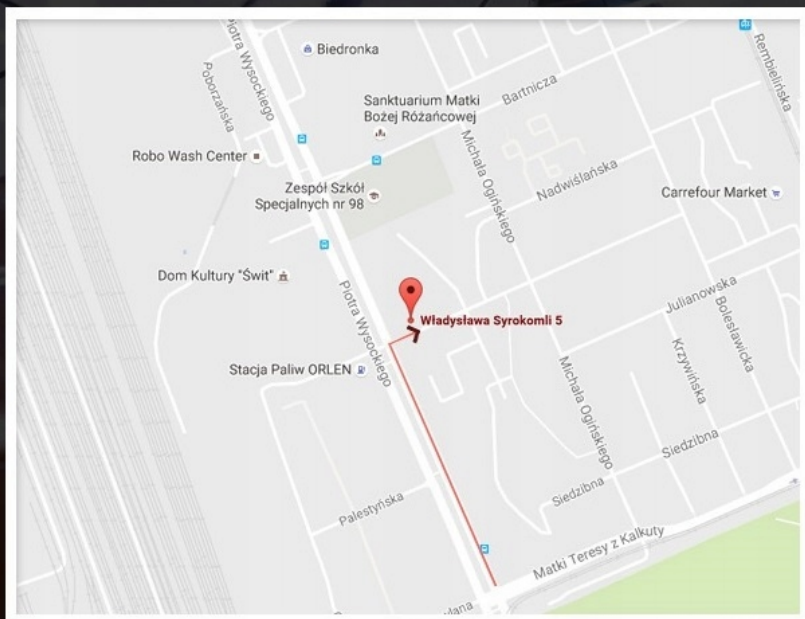 Piotra Wysockiego
Biedronka
Poborzańska
Sanktuarium Matki
Bożej Różańcowej
Bartnicza
Rembielińska
Robo Wash Center
Zespół Szkół
Specjalnych nr 98
Michała Ogińskiego
Nadwiślańska
Carrefour Market
Dom Kultury "Świt"
Piotra Wysockiego
Władysława Syrokomli 5
Julianowska
Bolesławicka
Krzywińska
Stacja Paliw ORLEN
Michała Ogińskiego
Siedzibna
Siedzibna
Palestyńska
Matki Teresy z Kalkuty